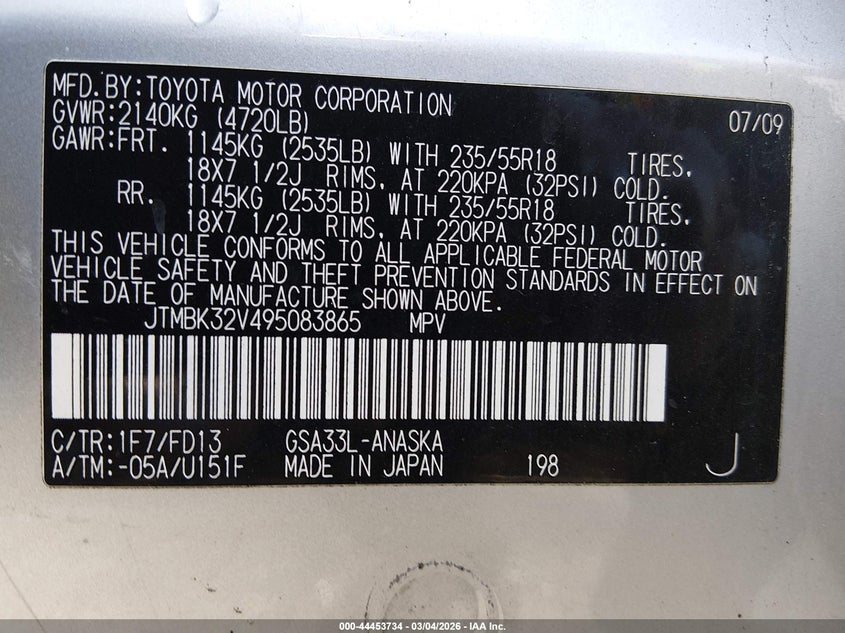 MFD.BY:TOYOTA MOTOR CORPORATION 07/09
GVWR:2140KG (4720LB)
GAWR:FRT. 1145KG (2535LB) WITH 235/55R18 TIRES,
18X7 1/2J RIMS, AT 220KPA (32PSI) COLD.
RR. 1145KG (2535LB) WITH 235/55R18 TIRES,
18X7 1/2J RIMS, AT 220KPA (32PSI) COLD.
THIS VEHICLE CONFORMS TO ALL APPLICABLE FEDERAL MOTOR
VEHICLE SAFETY AND THEFT PREVENTION STANDARDS IN EFFECT ON
THE DATE OF MANUFACTURE SHOWN ABOVE.
JTMBK32V495083865 MPV
C/TR:1F7/FD13 GSA33L-ANASKA
A/TM:-05A/U151F MADE IN JAPAN 198 J
000-44453734 — 03/04/2026 — IAA Inc.